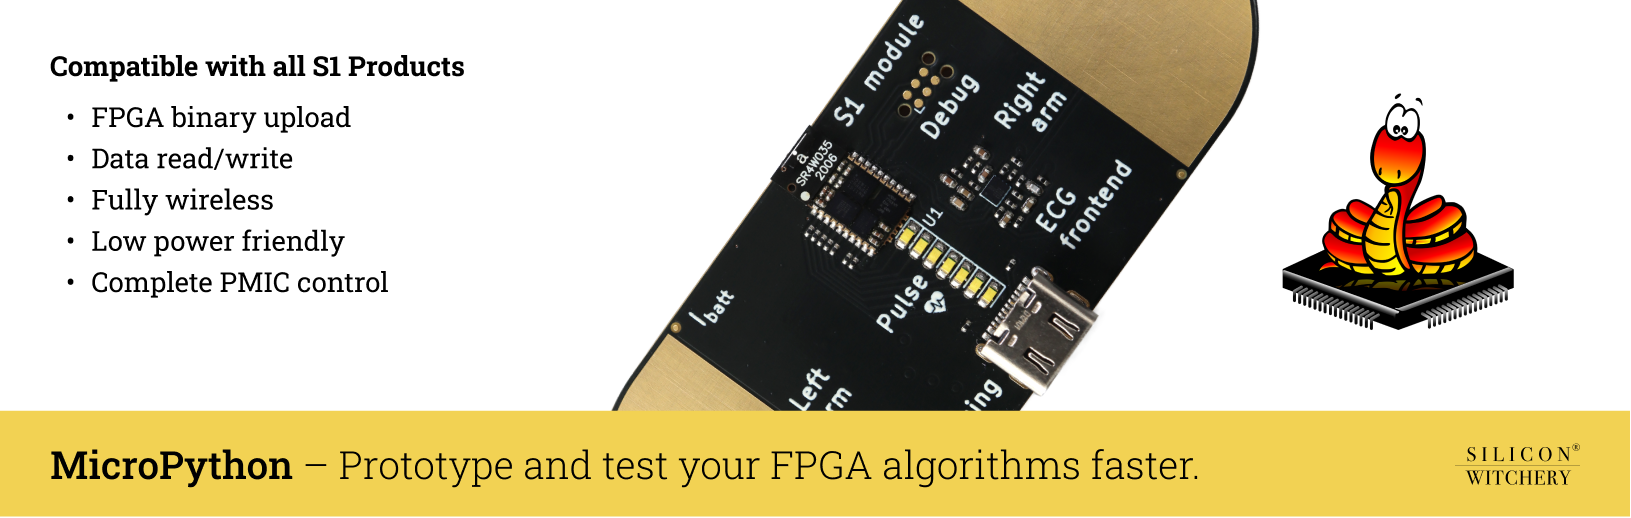 Compatible with all S1 Products
• FPGA binary upload
• Data read/write
• Fully wireless
• Low power friendly
• Complete PMIC control
S1 module
Debug
Right
arm
a
SR4W035
2006
U1
ECG
frontend
Pulse
Ibatt
Left
rm
ing
MicroPython – Prototype and test your FPGA algorithms faster.
SILICON®
WITCHERY